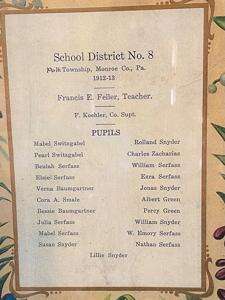 School District No. 8
Polk Township, Monroe Co., Pa.
1912-13
Francis E. Feller, Teacher.
F. Koehler, Co. Supt.
PUPILS
Mabel Switzgabel Rolland Snyder
Pearl Switzgabel Charles Zacharias
Beulah Serfass William Serfass
Elsie Serfass Ezra Serfass
Verna Baumgartner Jonas Snyder
Cora A. Smale Albert Green
Bessie Baumgartner Percy Green
Julia Serfass William Snyder
Mabel Serfass W. Emory Serfass
Susan Snyder Nathan Serfass
Lillie Snyder